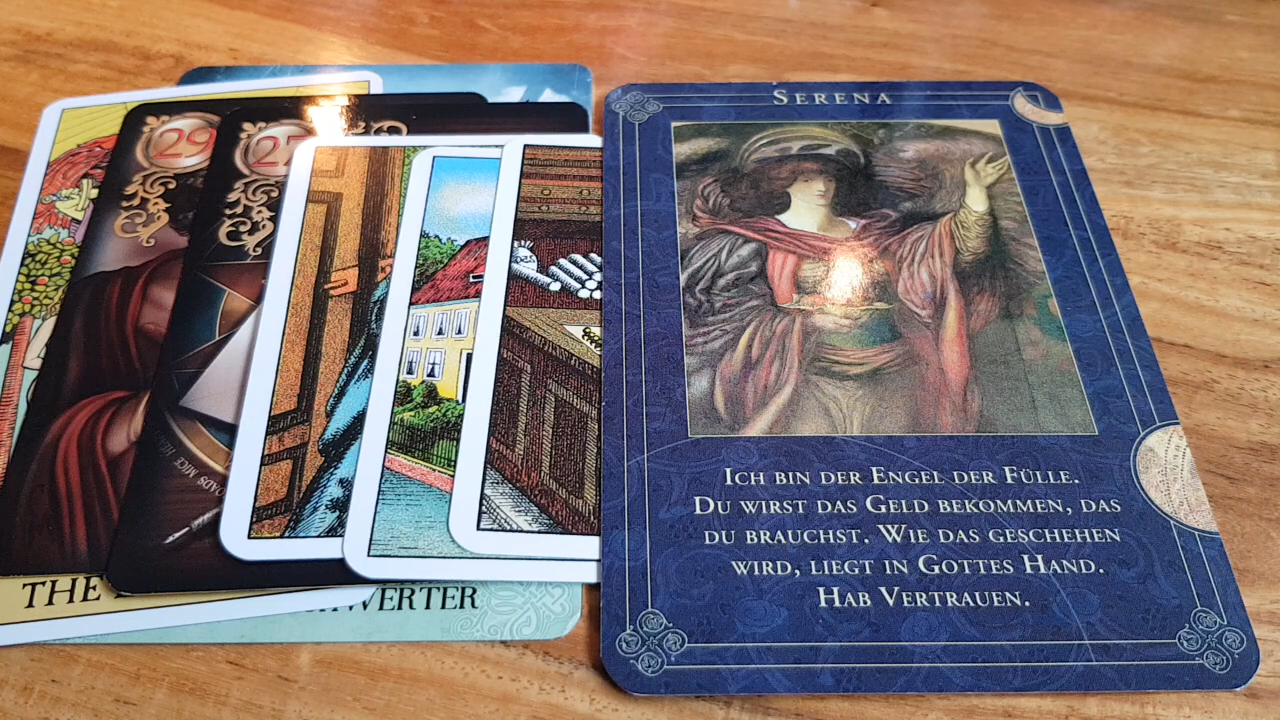 29
27
THE
WERTER
SERENA
ICH BIN DER ENGEL DER FÜLLE.
DU WIRST DAS GELD BEKOMMEN, DAS
DU BRAUCHST. WIE DAS GESCHEHEN
WIRD, LIEGT IN GOTTES HAND.
HAB VERTRAUEN.